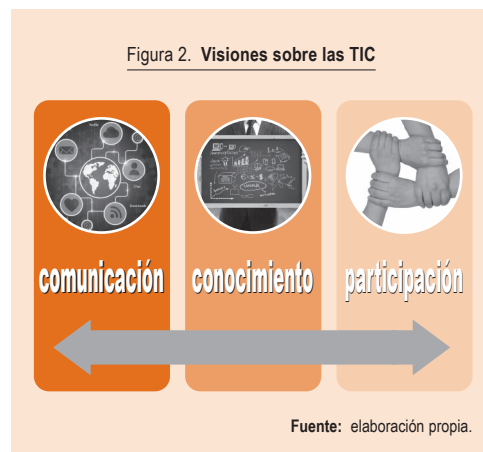 Figura 2. Visiones sobre las TIC
comunicación
conocimiento
participación
Fuente: elaboración propia.